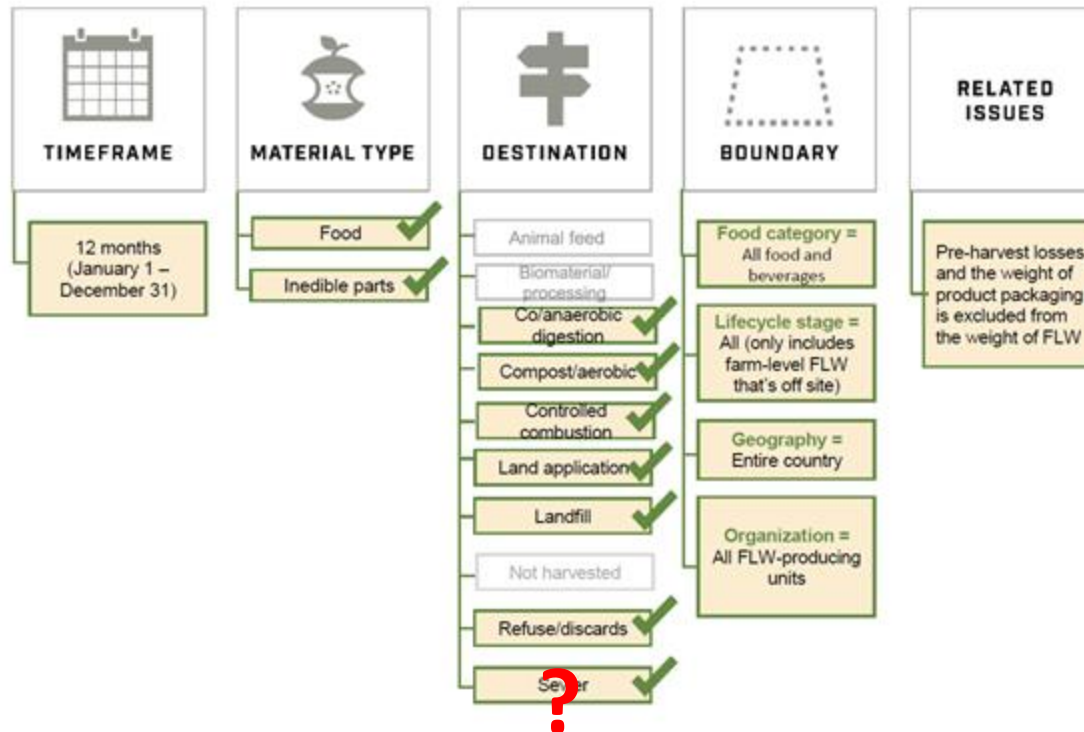 TIMEFRAME
12 months
(January 1 –
December 31)
MATERIAL TYPE
Food
Inedible parts
DESTINATION
Animal feed
Biomaterial/
processing
Co/anaerobic
digestion
Compost/aerobic
Controlled
combustion
Land application
Landfill
Not harvested
Refuse/discards
Sewer
?
BOUNDARY
Food category =
All food and
beverages
Lifecycle stage =
All (only includes
farm-level FLW
that's off site)
Geography =
Entire country
Organization =
All FLW-producing
units
RELATED
ISSUES
Pre-harvest losses
and the weight of
product packaging
is excluded from
the weight of FLW